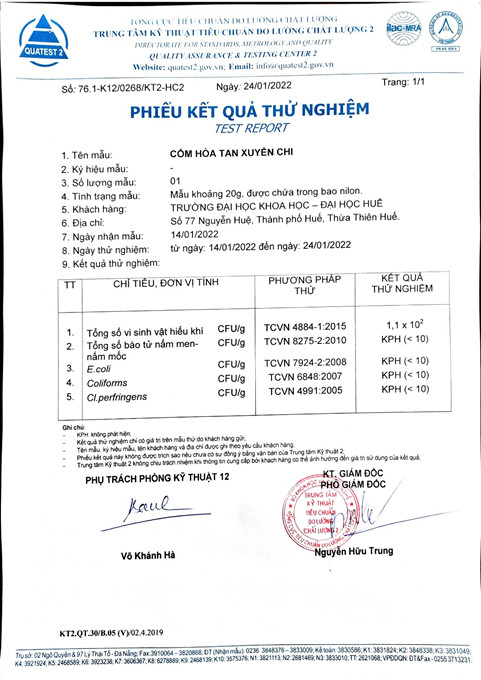 TỔNG CỤC TIÊU CHUẨN ĐO LƯỜNG CHẤT LƯỢNG
TRUNG TÂM KỸ THUẬT TIÊU CHUẨN ĐO LƯỜNG CHẤT LƯỢNG 2
DIRECTORATE FOR STANDARDS, METROLOGY AND QUALITY
QUALITY ASSURANCE & TESTING CENTER 2
Website: quatest2.gov.vn; Email: info@quatest2.gov.vn
QUATEST 2
ilac-MRA
Số: 76.1-K12/0268/KT2-HC2 Ngày: 24/01/2022 Trang: 1/1
PHIẾU KẾT QUẢ THỬ NGHIỆM
TEST REPORT
1. Tên mẫu: CỐM HÒA TAN XUYẾN CHI
2. Ký hiệu mẫu: -
3. Số lượng mẫu: 01
4. Tình trạng mẫu: Mẫu khoảng 20g, được chứa trong bao nilon.
5. Khách hàng: TRƯỜNG ĐẠI HỌC KHOA HỌC – ĐẠI HỌC HUẾ
6. Địa chỉ: Số 77 Nguyễn Huệ, Thành phố Huế, Thừa Thiên Huế.
7. Ngày nhận mẫu: 14/01/2022
8. Ngày thử nghiệm: từ ngày: 14/01/2022 đến ngày: 24/01/2022
9. Kết quả thử nghiệm:
TT CHỈ TIÊU, ĐƠN VỊ TÍNH PHƯƠNG PHÁP THỬ KẾT QUẢ THỬ NGHIỆM
1. Tổng số vi sinh vật hiếu khí CFU/g TCVN 4884-1:2015 1,1 x 10²
2. Tổng số bào tử nấm men- CFU/g TCVN 8275-2:2010 KPH (< 10)
nấm mốc
3. E.coli CFU/g TCVN 7924-2:2008 KPH (< 10)
4. Coliforms CFU/g TCVN 6848:2007 KPH (< 10)
5. Cl.perfringens CFU/g TCVN 4991:2005 KPH (< 10)
Ghi chú:
- KPH: không phát hiện;
- Kết quả thử nghiệm chỉ có giá trị trên mẫu thử do khách hàng gửi;
- Tên mẫu, ký hiệu mẫu, tên khách hàng và địa chỉ được ghi theo yêu cầu khách hàng;
- Phiếu kết quả này không được trích sao nếu chưa có sự đồng ý bằng văn bản của Trung tâm Kỹ thuật 2;
- Trung tâm Kỹ thuật 2 không chịu trách nhiệm khi thông tin cung cấp bởi khách hàng có thể ảnh hưởng đến giá trị sử dụng của kết quả.
PHỤ TRÁCH PHÒNG KỸ THUẬT 12
KT. GIÁM ĐỐC
PHÓ GIÁM ĐỐC
TRUNG TÂM
KỸ THUẬT
TIÊU CHUẨN
ĐO LƯỜNG
CHẤT LƯỢNG 2
Võ Khánh Hà
Nguyễn Hữu Trung
KT2.QT.30/B.05 (V)/02.4.2019
Trụ sở: 02 Ngô Quyền & 97 Lý Thái Tổ - Đà Nẵng; Fax:3910064 – 3820868, ĐT (Nhắn mẫu): 0236 3848376 – 3833009; Kế toán: 3830586; K1: 3831824; K2: 3848338; K3: 3831049;
K4: 3921924; K5: 2468589; K6: 3923238; K7: 3606367; K8: 6278889; K9: 2468139; K10: 3575376; N1: 3821113; N2: 2681469; N3: 3833010; TT: 2621068, VPDDQN: ĐT&Fax - 0255 3713231.